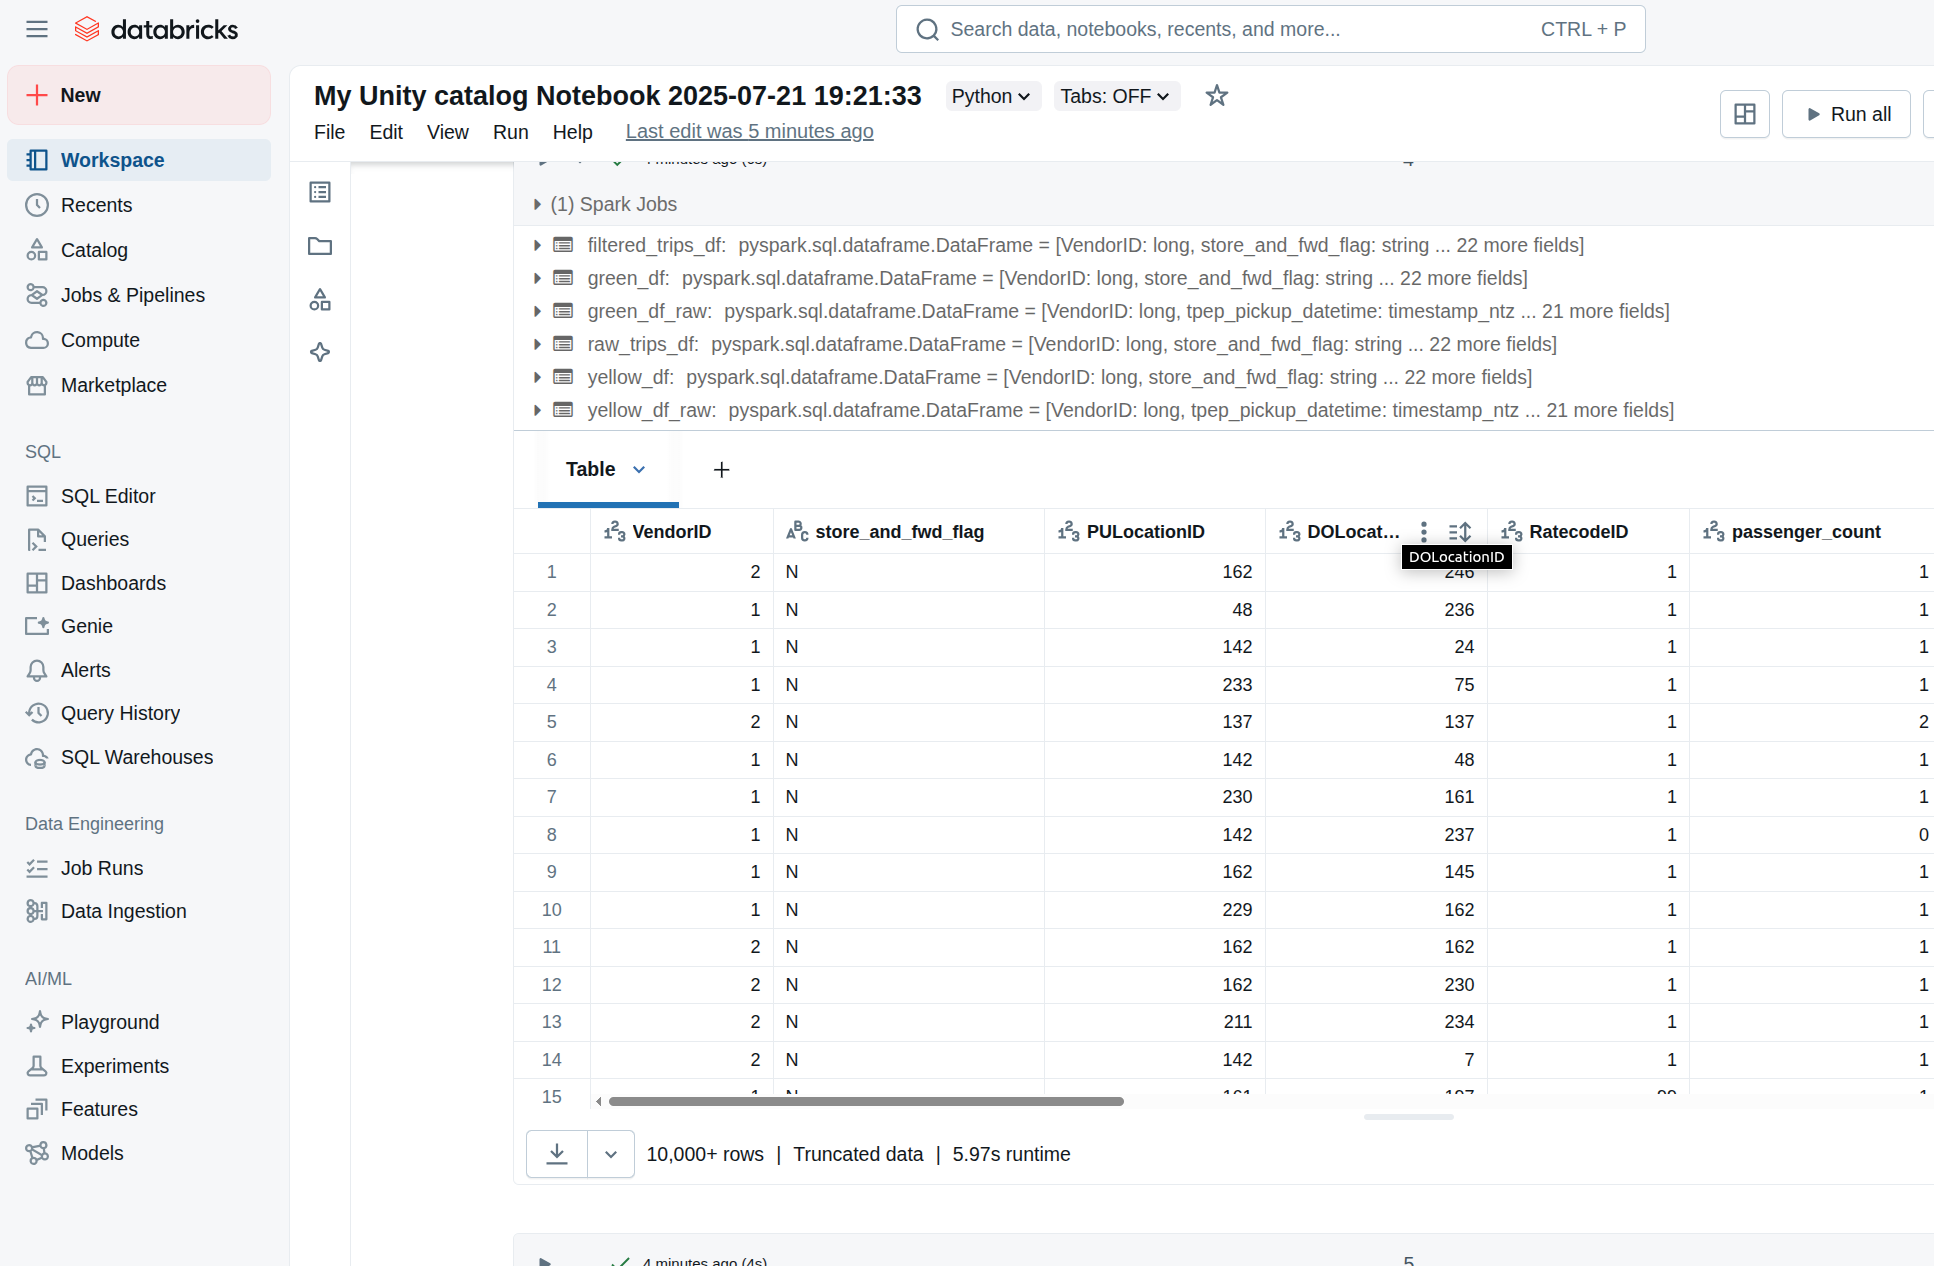 databricks
Search data, notebooks, recents, and more... CTRL + P
New
Workspace
Recents
Catalog
Jobs & Pipelines
Compute
Marketplace
SQL
SQL Editor
Queries
Dashboards
Genie
Alerts
Query History
SQL Warehouses
Data Engineering
Job Runs
Data Ingestion
AI/ML
Playground
Experiments
Features
Models
My Unity catalog Notebook 2025-07-21 19:21:33 Python Tabs: OFF
File Edit View Run Help Last edit was 5 minutes ago
Run all
minutes ago
(1) Spark Jobs
filtered_trips_df: pyspark.sql.dataframe.DataFrame = [VendorID: long, store_and_fwd_flag: string ... 22 more fields]
green_df: pyspark.sql.dataframe.DataFrame = [VendorID: long, store_and_fwd_flag: string ... 22 more fields]
green_df_raw: pyspark.sql.dataframe.DataFrame = [VendorID: long, tpep_pickup_datetime: timestamp_ntz ... 21 more fields]
raw_trips_df: pyspark.sql.dataframe.DataFrame = [VendorID: long, store_and_fwd_flag: string ... 22 more fields]
yellow_df: pyspark.sql.dataframe.DataFrame = [VendorID: long, store_and_fwd_flag: string ... 22 more fields]
yellow_df_raw: pyspark.sql.dataframe.DataFrame = [VendorID: long, tpep_pickup_datetime: timestamp_ntz ... 21 more fields]
Table
VendorID store_and_fwd_flag PULocationID DOLocat... RatecodeID passenger_count
DOLocationID
1 2 N 162 246 1 1
2 1 N 48 236 1 1
3 1 N 142 24 1 1
4 1 N 233 75 1 1
5 2 N 137 137 1 2
6 1 N 142 48 1 1
7 1 N 230 161 1 1
8 1 N 142 237 1 0
9 1 N 162 145 1 1
10 1 N 229 162 1 1
11 2 N 162 162 1 1
12 2 N 162 230 1 1
13 2 N 211 234 1 1
14 2 N 142 7 1 1
15
10,000+ rows | Truncated data | 5.97s runtime
4 minutes ago (4s) 5